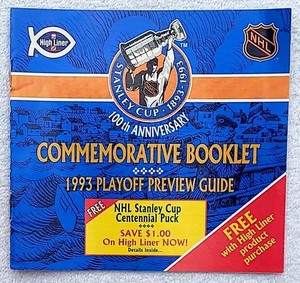 High Liner
NHL
STANLEY CUP · 1893-1993
TM
100th ANNIVERSARY
COMMEMORATIVE BOOKLET
1993 PLAYOFF PREVIEW GUIDE
FREE
NHL Stanley Cup
Centennial Puck
SAVE $1.00
On High Liner NOW!
Details Inside...
FREE
with High Liner
product
purchase